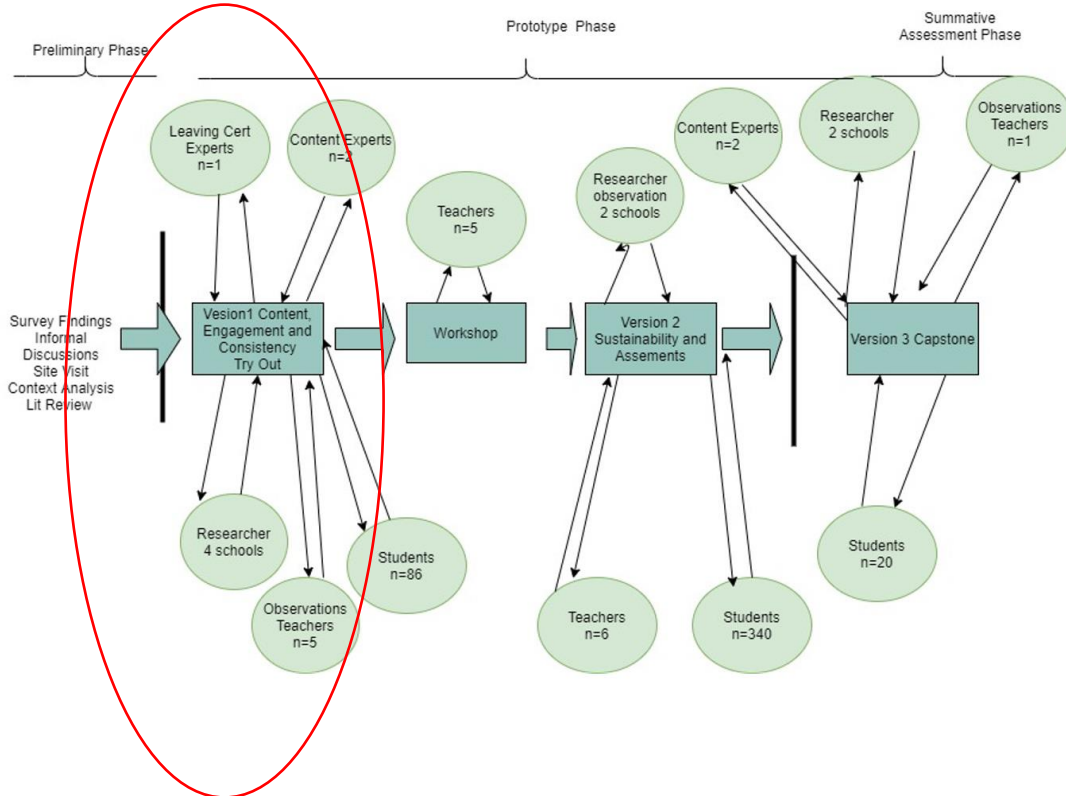 Preliminary Phase
Prototype Phase
Summative
Assessment Phase
Leaving Cert
Experts
n=1
Content Experts
n=2
Teachers
n=5
Researcher
observation
2 schools
Content Experts
n=2
Researcher
2 schools
Observations
Teachers
n=1
Survey Findings
Informal
Discussions
Site Visit
Context Analysis
Lit Review
Vesion1 Content,
Engagement and
Consistency
Try Out
Workshop
Version 2
Sustainability and
Assements
Version 3 Capstone
Researcher
4 schools
Observations
Teachers
n=5
Students
n=86
Teachers
n=6
Students
n=340
Students
n=20